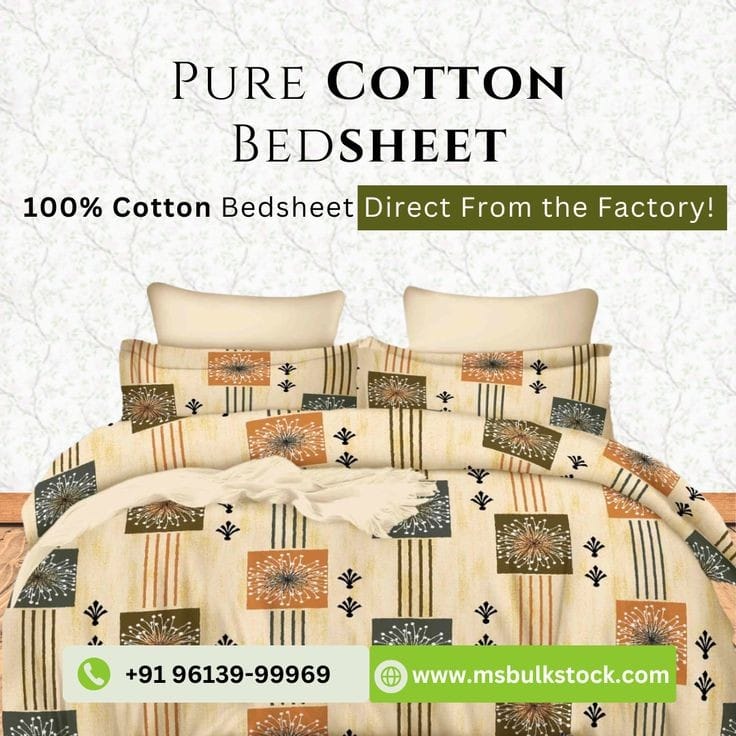 PURE COTTON
BEDSHEET
100% Cotton Bedsheet Direct From the Factory!
+91 96139-99969
www.msbulkstock.com